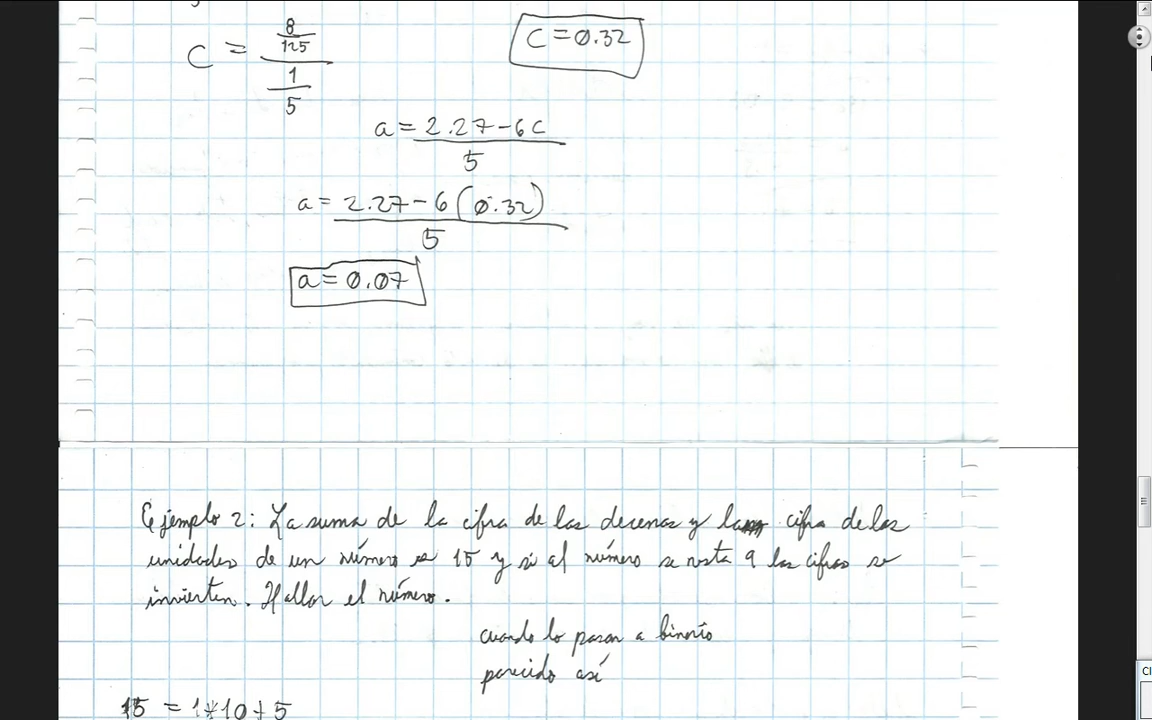 C = 8/125 / 1/5
C = 0.32
a = 2.27 - 6c / 5
a = 2.27 - 6(0.32) / 5
a = 0.07
Ejemplo 2: La suma de la cifra de las decenas y la cifra de las
unidades de un número es 15 y si al número se resta 9 las cifras se
invierten. Hallar el número.
cuando lo pasan a binario
parecido así
15 = 1*10+5
Cl